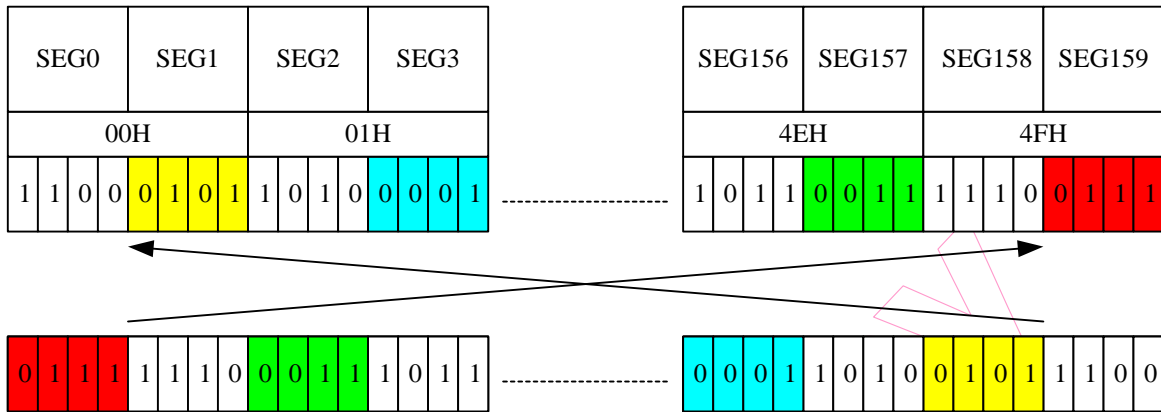 SEG0 SEG1 SEG2 SEG3 SEG156 SEG157 SEG158 SEG159
00H 01H 4EH 4FH
1 1 0 0 0 1 0 1 1 0 1 0 0 0 0 1 1 0 1 1 0 0 1 1 1 1 1 0 0 1 1 1
0 1 1 1 1 1 1 0 0 0 1 1 1 0 1 1 0 0 0 1 1 0 1 0 0 1 0 1 1 1 0 0